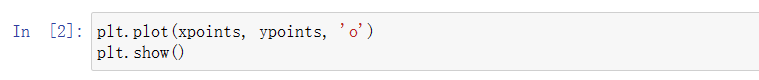 In [2]: plt.plot(xpoints, ypoints, 'o')
plt.show()